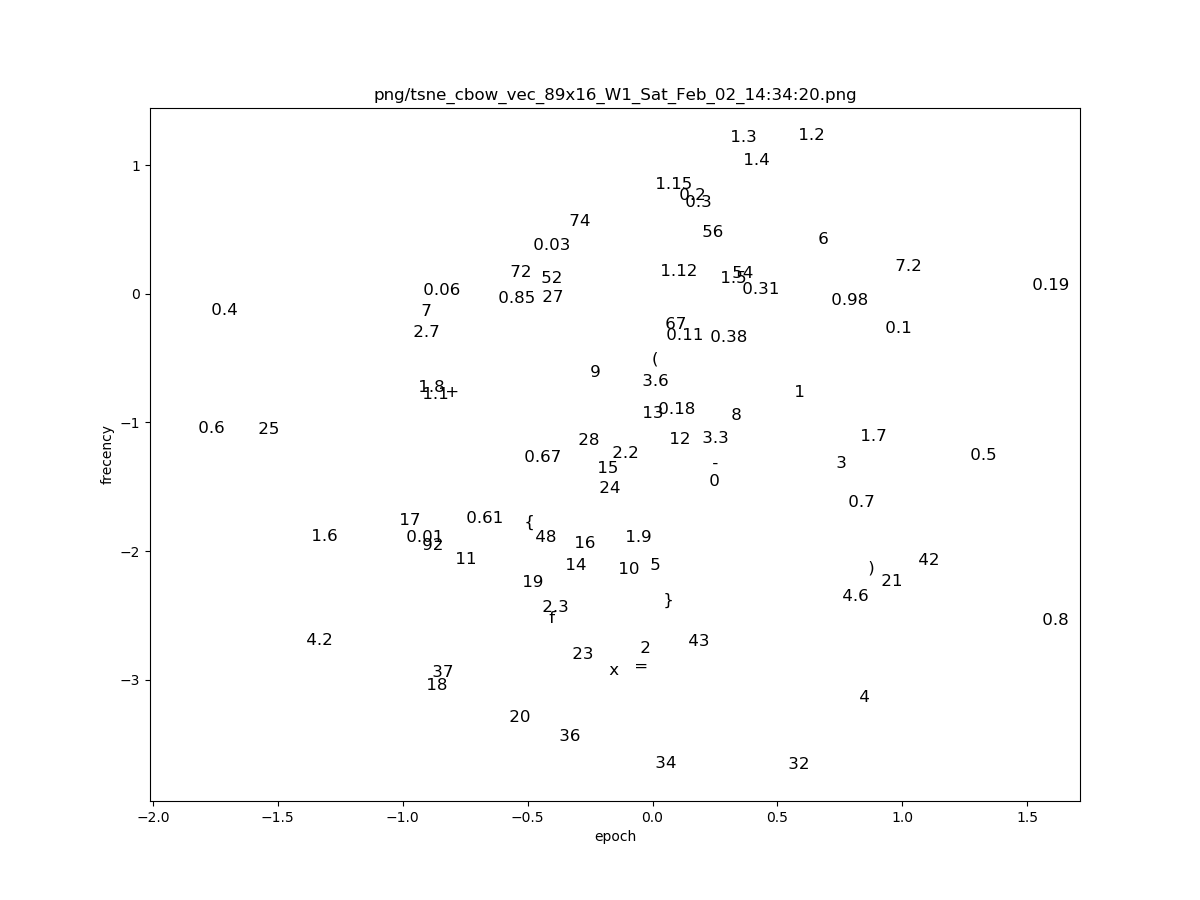 png/tsne_cbow_vec_89x16_W1_Sat_Feb_02_14:34:20.png
1.3 1.2
1.4
1
1.15
0.2
0.3
74
56
6
0.03
7.2
72 1.12 54
52 1.5
0.19
0.06 0.31
0
0.85 27 0.98
0.4 7
67 0.1
2.7 0.11 0.38
(
9
3.6
1.8
1.1 + 1
13 0.18 8
−1
0.6 25
28 12 3.3 1.7
0.67 2.2 0.5
15 - 3
24 0
0.7
17 0.61 {
1.6 0.01 48 1.9
92 16
−2
11 14 10 5 ) 42
19 21
} 4.6
2.3
f 0.8
4.2 2 43
23
37 x =
−3
18
4
20
36
34 32
−2.0 −1.5 −1.0 −0.5 0.0 0.5 1.0 1.5
epoch
frecency